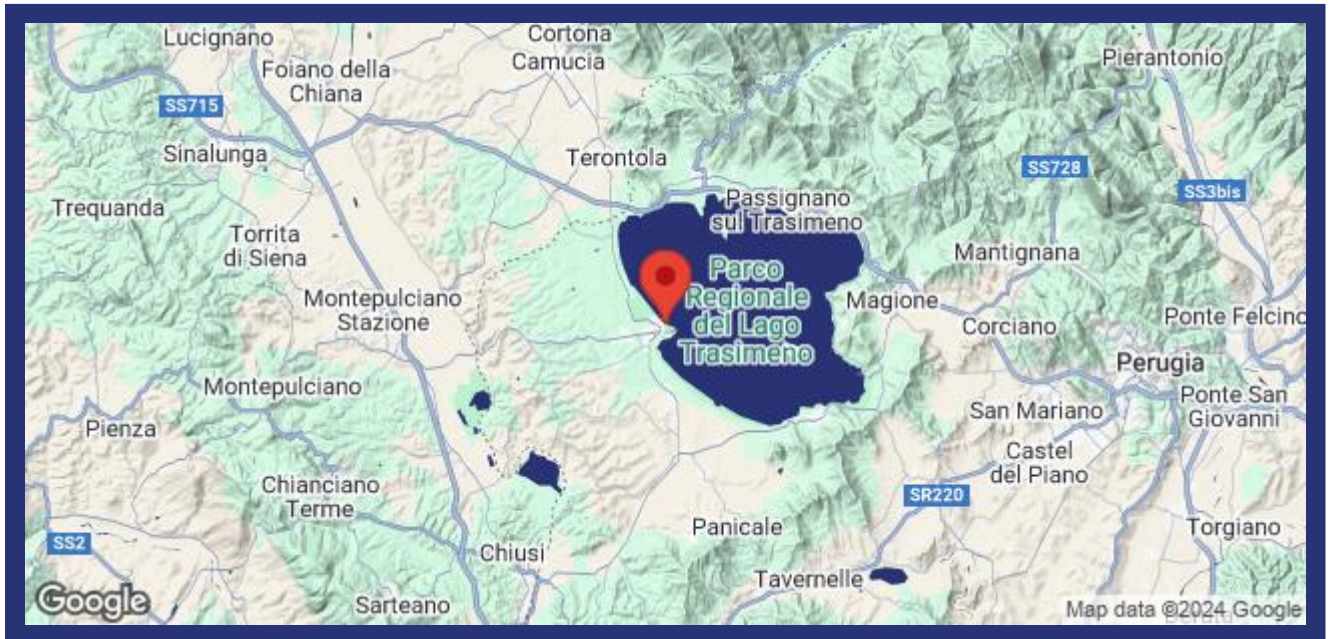 Lucignano
Cortona
Camucia
Pierantonio
Foiano della
Chiana
SS715
Sinalunga
Terontola
SS728
SS3bis
Passignano
sul Trasimeno
Trequanda
Torrita
di Siena
Mantignana
Parco
Regionale
del Lago
Trasimeno
Montepulciano
Stazione
Magione
Corciano
Ponte Felcino
Perugia
Montepulciano
Ponte San
Giovanni
San Mariano
Pienza
Castel
del Piano
Chianciano
Terme
SR220
Panicale
Torgiano
SS2
Chiusi
Tavernelle
Google
Sarteano
Map data ©2024 Google